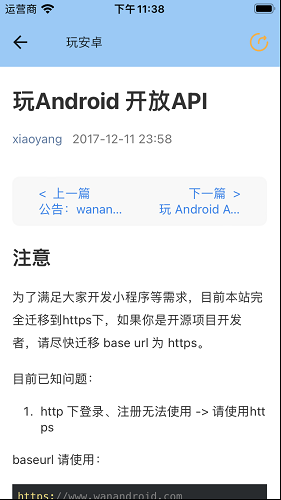 运营商 下午11:38
玩安卓
玩Android 开放API
xiaoyang 2017-12-11 23:58
< 上一篇 下一篇 >
公告：wanan... 玩 Android A...
注意
为了满足大家开发小程序等需求，目前本站完
全迁移到https下，如果你是开源项目开发
者，请尽快迁移 base url 为 https。
目前已知问题：
1. http 下登录、注册无法使用 -> 请使用htt
ps
baseurl 请使用：
https://www.wanandroid.com